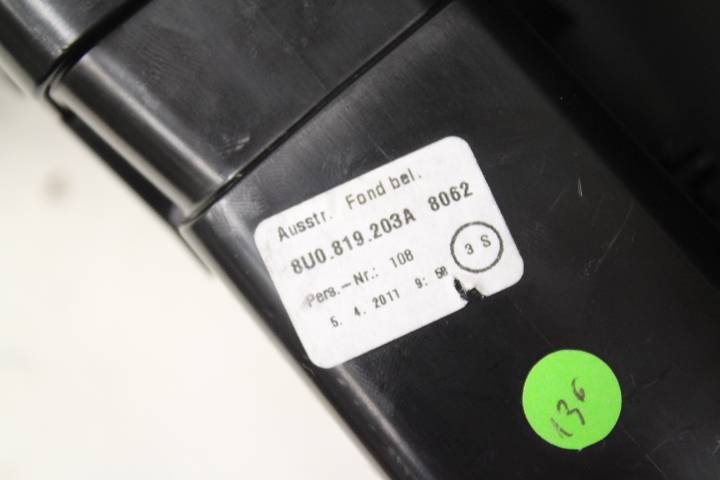 Ausstr. Fond bel.
8U0.819.203A 8062
Pers.-Nr.: 108
3 S
5. 4. 2011 9: 58
136